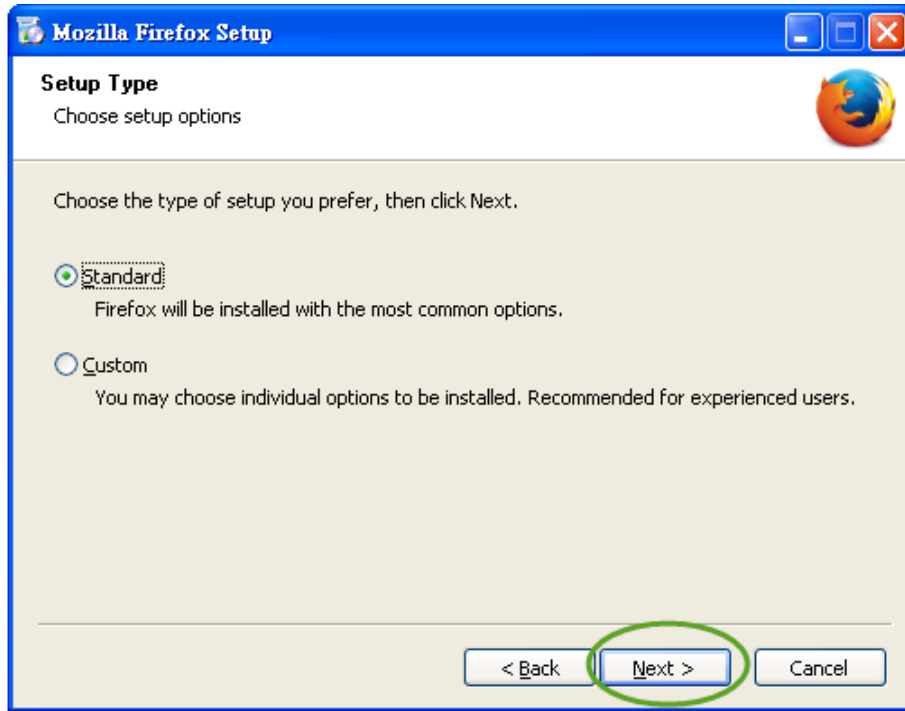 Mozilla Firefox Setup
Setup Type
Choose setup options
Choose the type of setup you prefer, then click Next.
Standard
Firefox will be installed with the most common options.
Custom
You may choose individual options to be installed. Recommended for experienced users.
< Back Next > Cancel